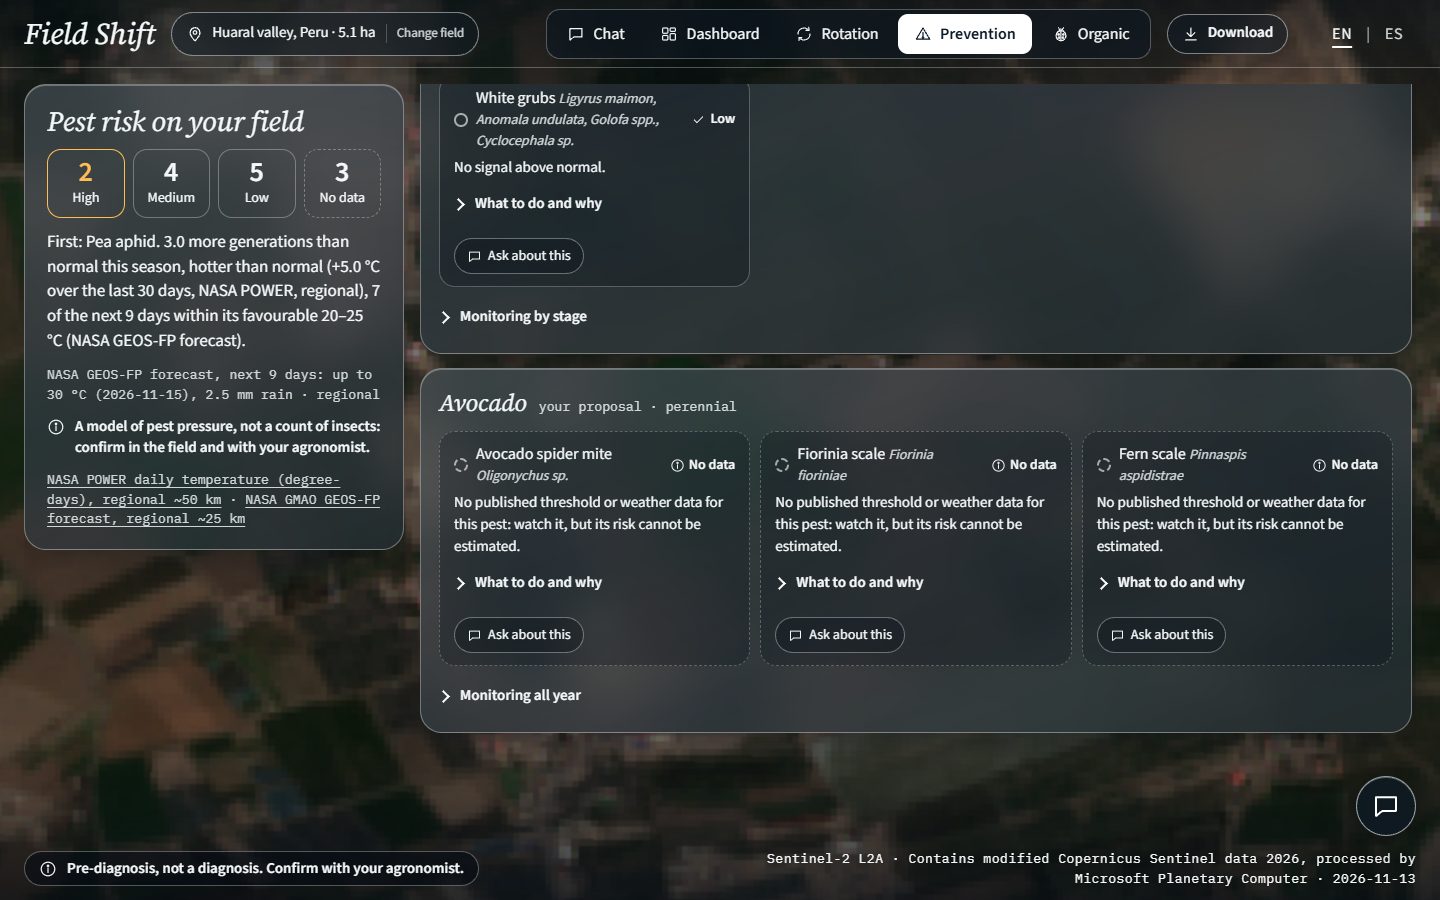 Field Shift
Huaral valley, Peru · 5.1 ha
Change field
Chat
Dashboard
Rotation
Prevention
Organic
Download
EN | ES
Pest risk on your field
2 High
4 Medium
5 Low
3 No data
First: Pea aphid. 3.0 more generations than
normal this season, hotter than normal (+5.0 °C
over the last 30 days, NASA POWER, regional), 7
of the next 9 days within its favourable 20–25
°C (NASA GEOS-FP forecast).
NASA GEOS-FP forecast, next 9 days: up to
30 °C (2026-11-15), 2.5 mm rain · regional
A model of pest pressure, not a count of insects:
confirm in the field and with your agronomist.
NASA POWER daily temperature (degree-
days), regional ~50 km · NASA GMAO GEOS-FP
forecast, regional ~25 km
White grubs Ligyrus maimon,
Anomala undulata, Golofa spp.,
Cyclocephala sp.
Low
No signal above normal.
What to do and why
Ask about this
Monitoring by stage
Avocado your proposal · perennial
Avocado spider mite
Oligonychus sp.
No data
No published threshold or weather data for
this pest: watch it, but its risk cannot be
estimated.
What to do and why
Ask about this
Fiorinia scale Fiorinia
fioriniae
No data
No published threshold or weather data for
this pest: watch it, but its risk cannot be
estimated.
What to do and why
Ask about this
Fern scale Pinnaspis
aspidistrae
No data
No published threshold or weather data for
this pest: watch it, but its risk cannot be
estimated.
What to do and why
Ask about this
Monitoring all year
Pre-diagnosis, not a diagnosis. Confirm with your agronomist.
Sentinel-2 L2A · Contains modified Copernicus Sentinel data 2026, processed by
Microsoft Planetary Computer · 2026-11-13